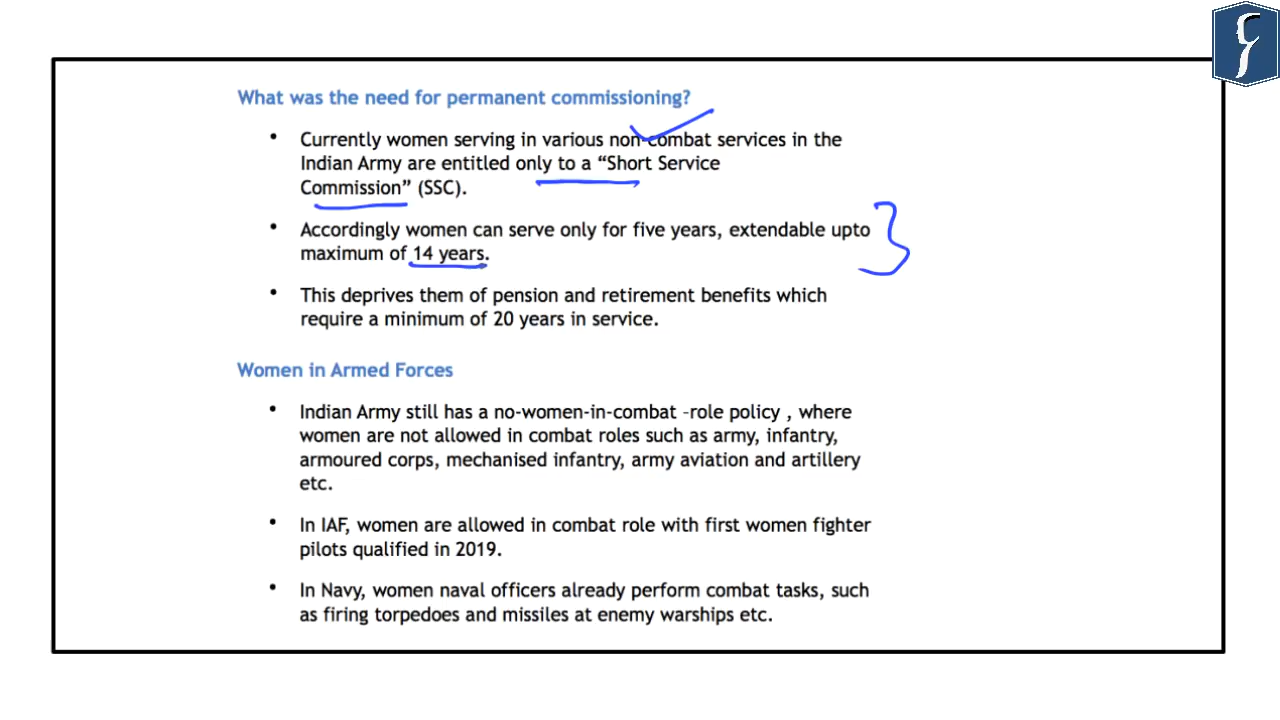 What was the need for permanent commissioning?
• Currently women serving in various non-combat services in the
Indian Army are entitled only to a “Short Service
Commission” (SSC).
• Accordingly women can serve only for five years, extendable upto
maximum of 14 years.
• This deprives them of pension and retirement benefits which
require a minimum of 20 years in service.
Women in Armed Forces
• Indian Army still has a no-women-in-combat -role policy , where
women are not allowed in combat roles such as army, infantry,
armoured corps, mechanised infantry, army aviation and artillery
etc.
• In IAF, women are allowed in combat role with first women fighter
pilots qualified in 2019.
• In Navy, women naval officers already perform combat tasks, such
as firing torpedoes and missiles at enemy warships etc.